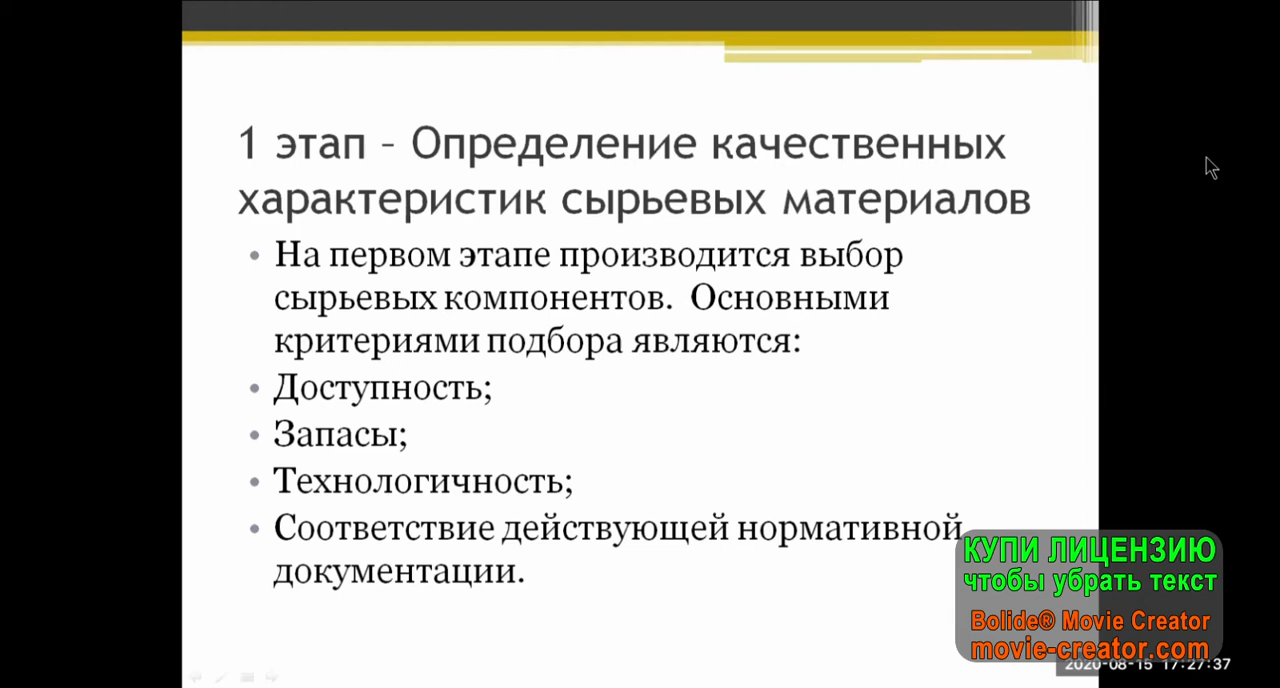 1 этап – Определение качественных
характеристик сырьевых материалов
• На первом этапе производится выбор
сырьевых компонентов. Основными
критериями подбора являются:
• Доступность;
• Запасы;
• Технологичность;
• Соответствие действующей нормативной
документации.
КУПИ ЛИЦЕНЗИЮ
чтобы убрать текст
Bolide® Movie Creator
movie-creator.com
2020-08-15 17:27:37